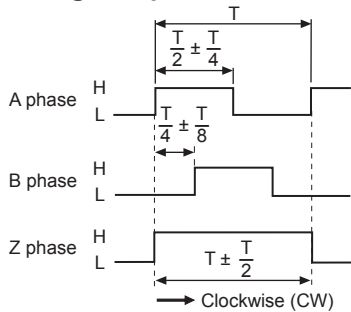 T
T/2 ± T/4
A phase H L
T/4 ± T/8
B phase H L
Z phase H L
T ± T/2
Clockwise (CW)